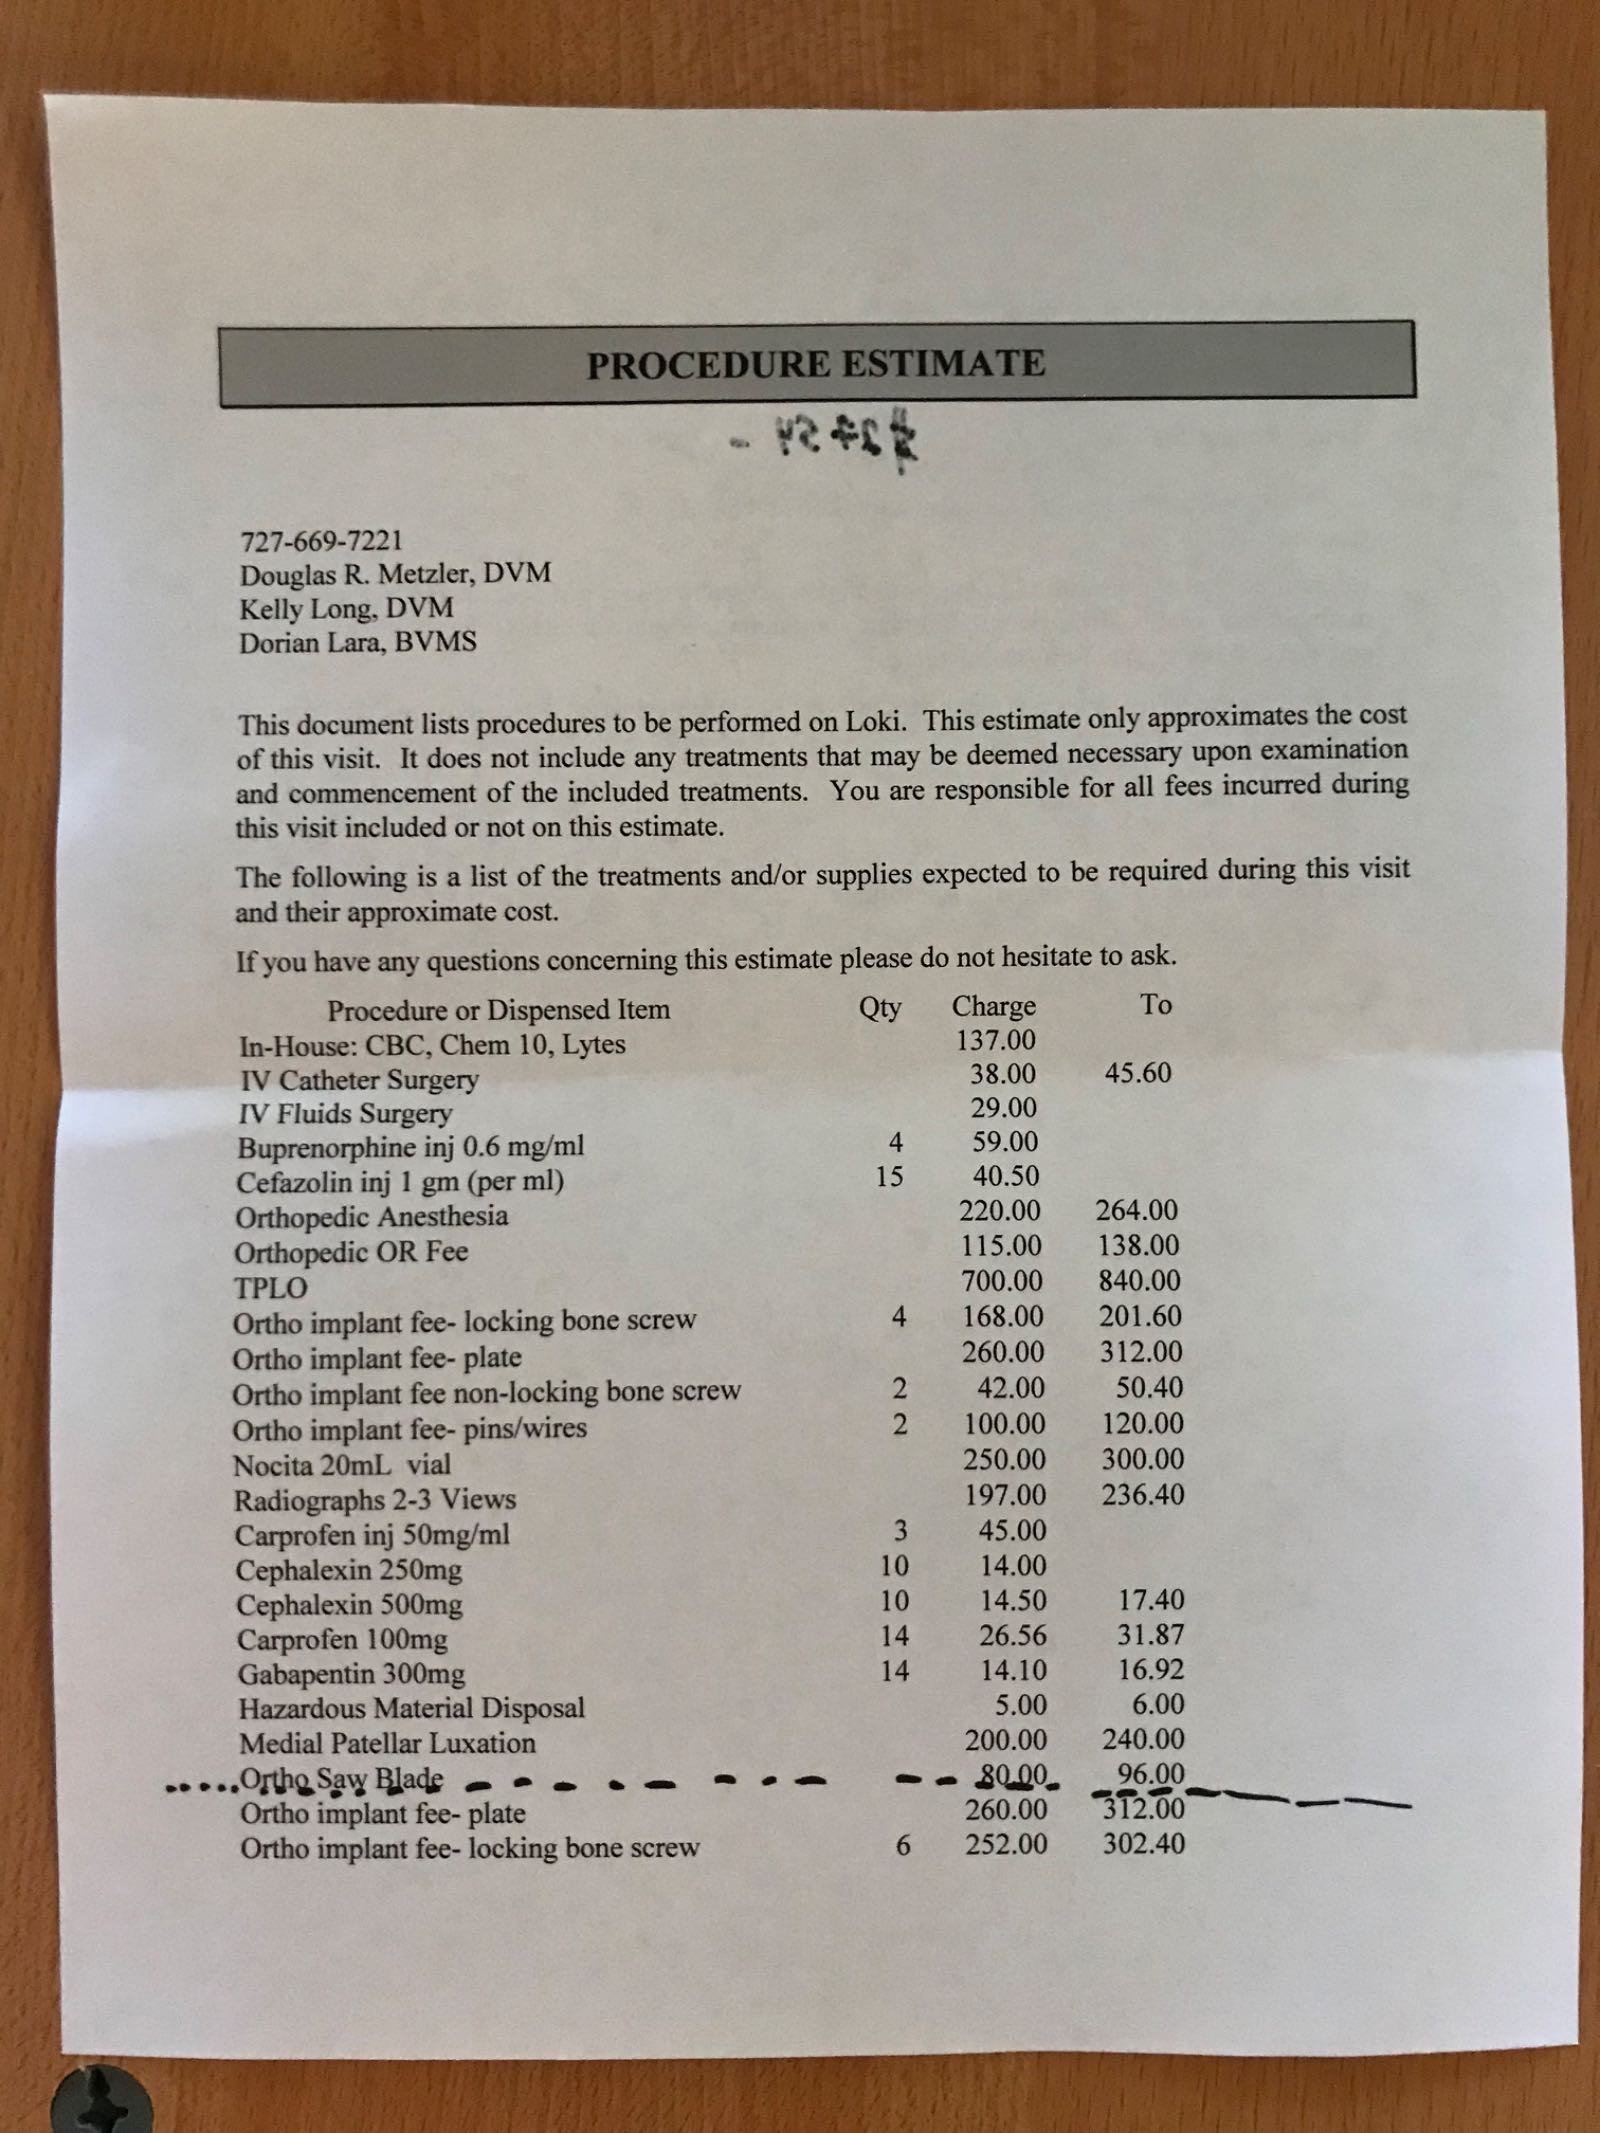 PROCEDURE ESTIMATE
727-669-7221
Douglas R. Metzler, DVM
Kelly Long, DVM
Dorian Lara, BVMS
This document lists procedures to be performed on Loki. This estimate only approximates the cost
of this visit. It does not include any treatments that may be deemed necessary upon examination
and commencement of the included treatments. You are responsible for all fees incurred during
this visit included or not on this estimate.
The following is a list of the treatments and/or supplies expected to be required during this visit
and their approximate cost.
If you have any questions concerning this estimate please do not hesitate to ask.
Procedure or Dispensed Item Qty Charge To
In-House: CBC, Chem 10, Lytes 137.00
IV Catheter Surgery 38.00 45.60
IV Fluids Surgery 29.00
Buprenorphine inj 0.6 mg/ml 4 59.00
Cefazolin inj 1 gm (per ml) 15 40.50
Orthopedic Anesthesia 220.00 264.00
Orthopedic OR Fee 115.00 138.00
TPLO 700.00 840.00
Ortho implant fee- locking bone screw 4 168.00 201.60
Ortho implant fee- plate 260.00 312.00
Ortho implant fee non-locking bone screw 2 42.00 50.40
Ortho implant fee- pins/wires 2 100.00 120.00
Nocita 20mL vial 250.00 300.00
Radiographs 2-3 Views 197.00 236.40
Carprofen inj 50mg/ml 3 45.00
Cephalexin 250mg 10 14.00
Cephalexin 500mg 10 14.50 17.40
Carprofen 100mg 14 26.56 31.87
Gabapentin 300mg 14 14.10 16.92
Hazardous Material Disposal 5.00 6.00
Medial Patellar Luxation 200.00 240.00
Ortho Saw Blade 80.00 96.00
Ortho implant fee- plate 260.00 312.00
Ortho implant fee- locking bone screw 6 252.00 302.40